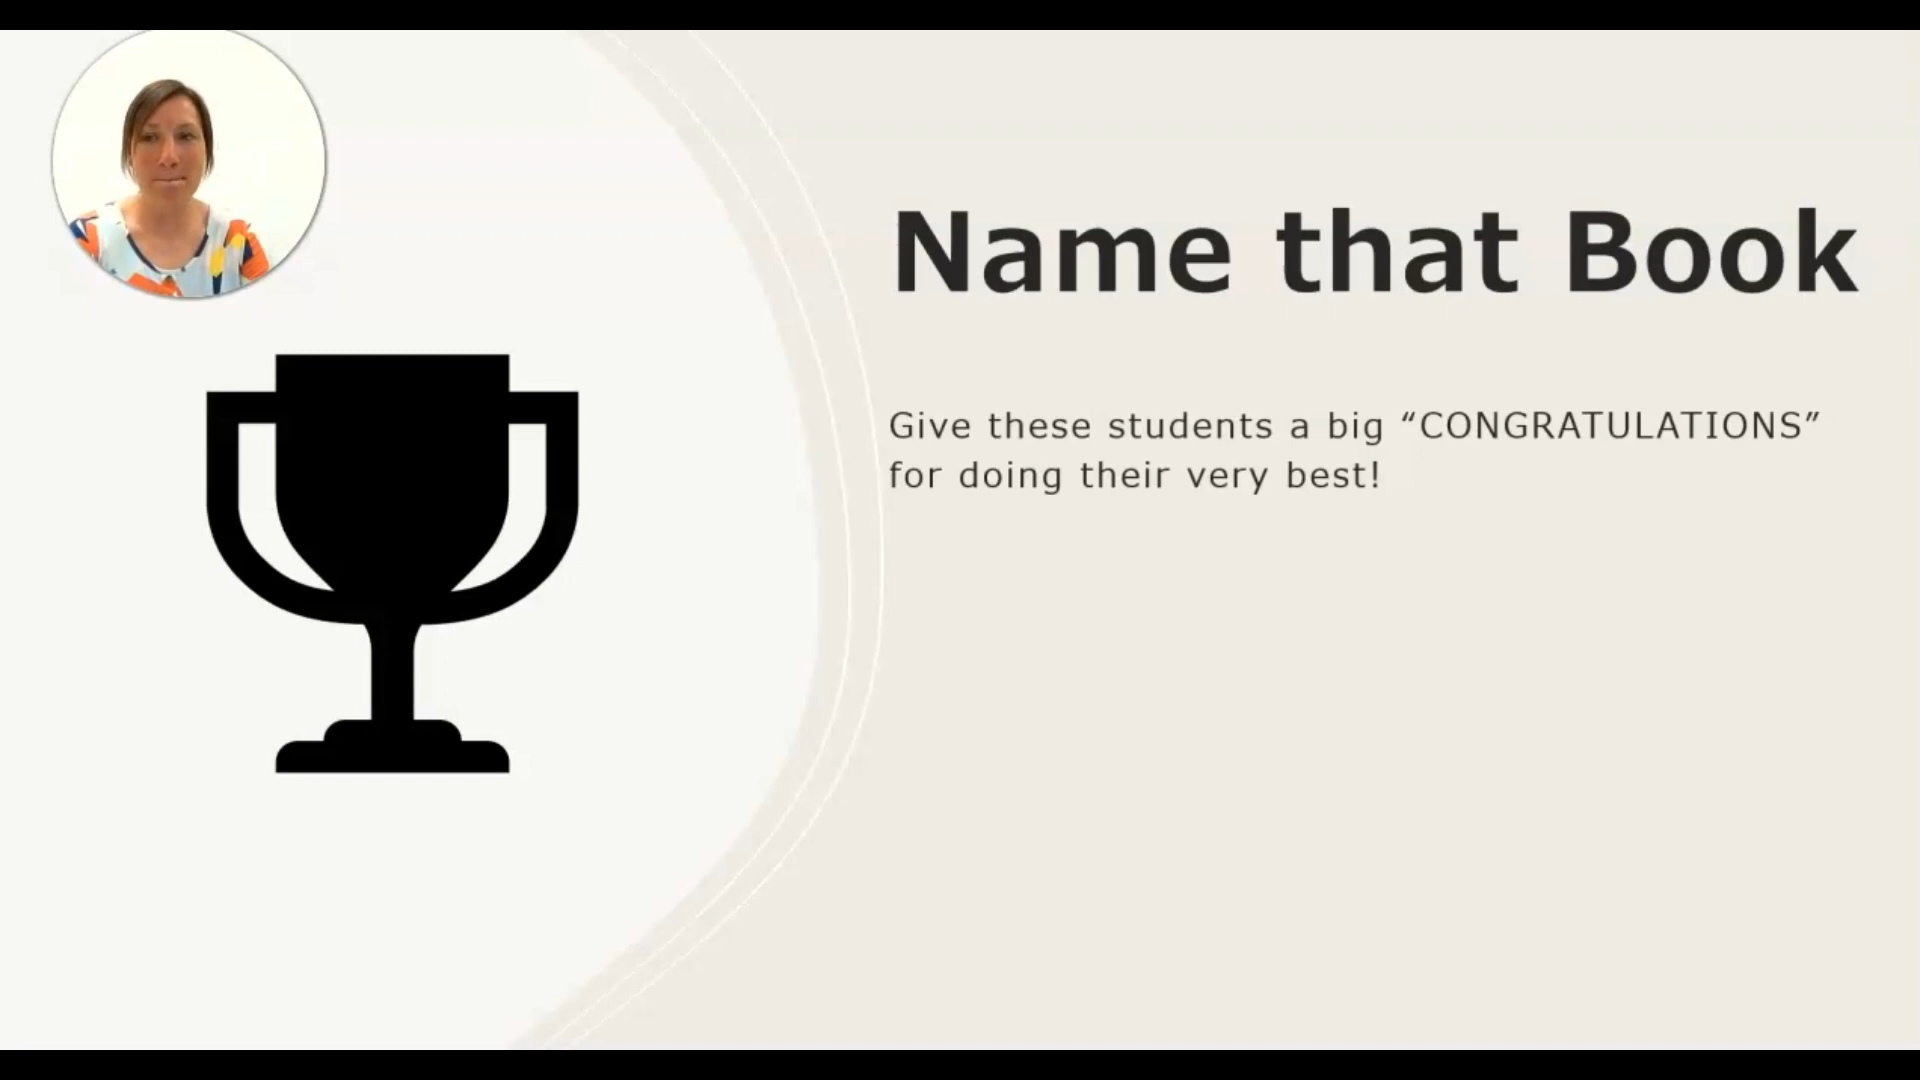 Name that Book
Give these students a big “CONGRATULATIONS”
for doing their very best!